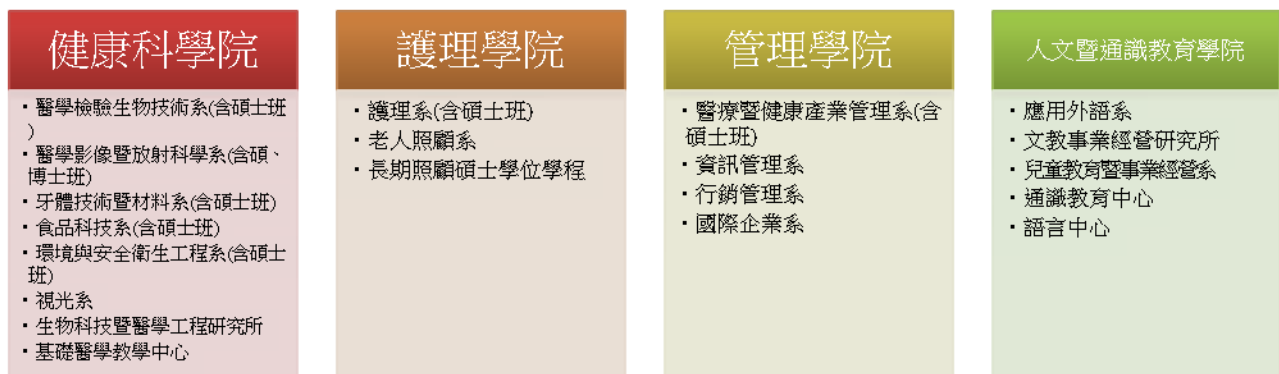 健康科學院
・醫學檢驗生物技術系(含碩士班
)
・醫學影像暨放射科學系(含碩、
博士班)
・牙體技術暨材料系(含碩士班)
・食品科技系(含碩士班)
・環境與安全衛生工程系(含碩士
班)
・視光系
・生物科技暨醫學工程研究所
・基礎醫學教學中心
護理學院
・護理系(含碩士班)
・老人照顧系
・長期照顧碩士學位學程
管理學院
・醫療暨健康產業管理系(含
碩士班)
・資訊管理系
・行銷管理系
・國際企業系
人文暨通識教育學院
・應用外語系
・文教事業經營研究所
・兒童教育暨事業經營系
・通識教育中心
・語言中心